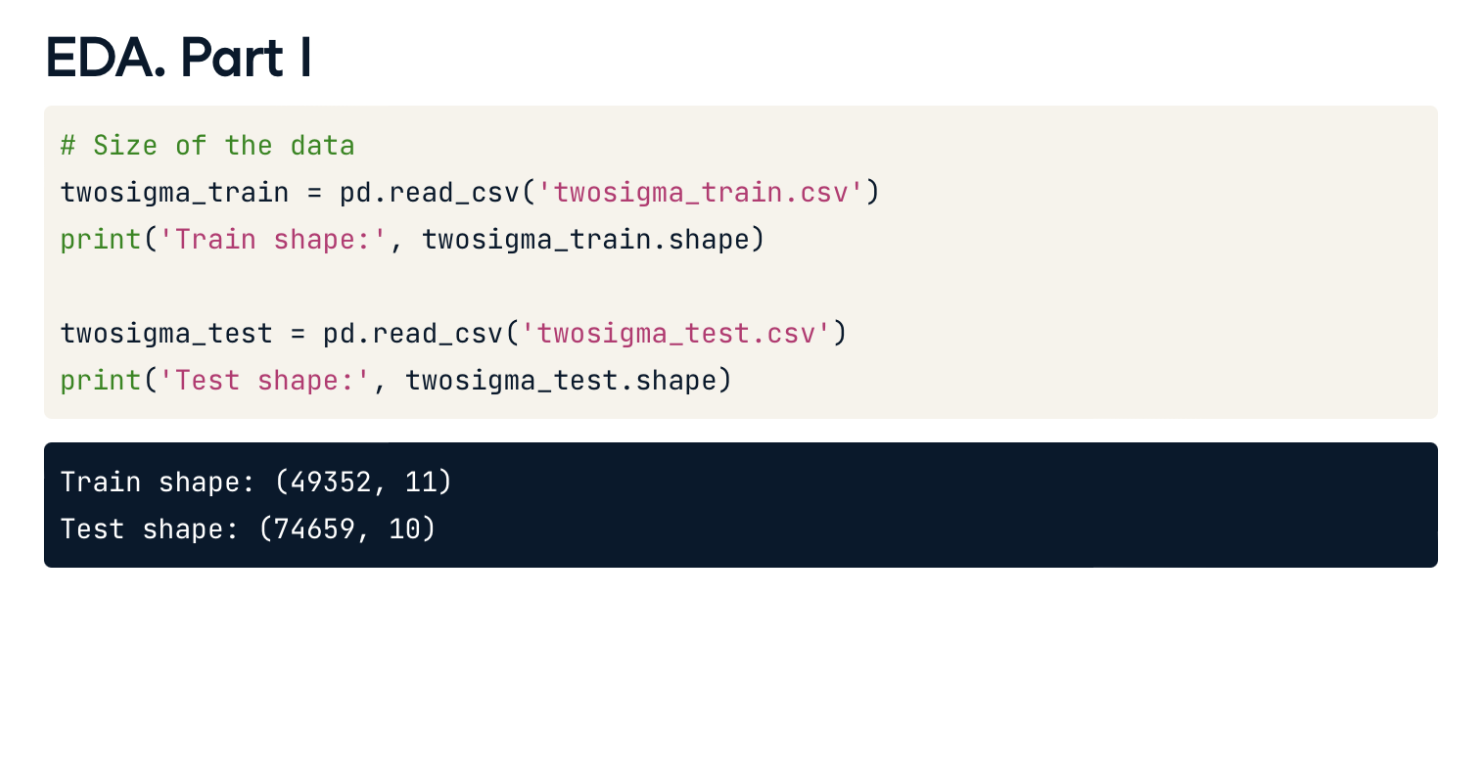 EDA. Part I
# Size of the data
twosigma_train = pd.read_csv('twosigma_train.csv')
print('Train shape:', twosigma_train.shape)
twosigma_test = pd.read_csv('twosigma_test.csv')
print('Test shape:', twosigma_test.shape)
Train shape: (49352, 11)
Test shape: (74659, 10)